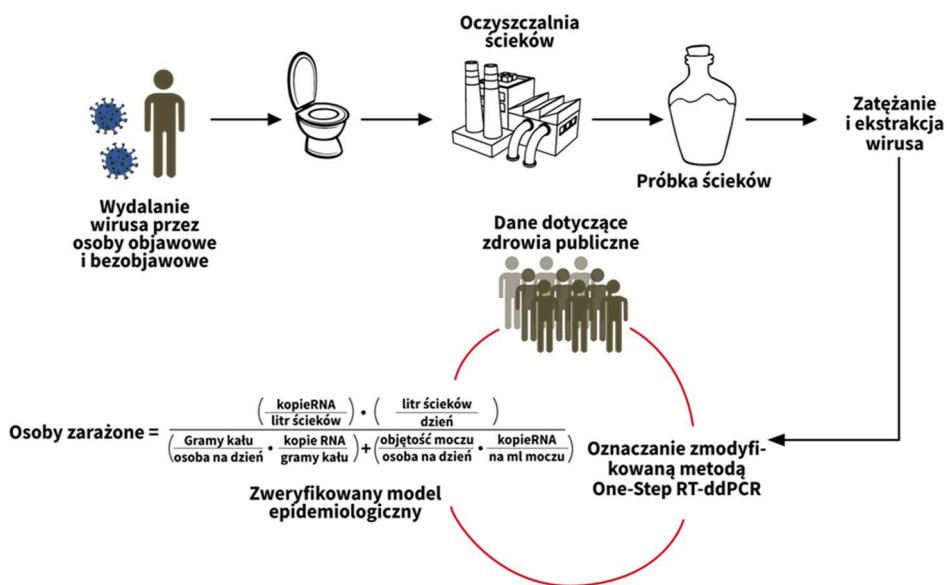 Oczyszczalnia
ścieków
Zatężanie
i ekstrakcja
wirusa
Próbka ścieków
Wydalanie
wirusa przez
osoby objawowe
i bezobjawowe
Dane dotyczące
zdrowia publiczne
Osoby zarażone =
(kopieRNA) · (litr ścieków)
litr ścieków dzień
(Gramy kału · kopie RNA) + (objętość moczu · kopieRNA)
osoba na dzień gramy kału osoba na dzień na ml moczu
Zweryfikowany model
epidemiologiczny
Oznaczanie zmodyfi-
kowaną metodą
One-Step RT-ddPCR